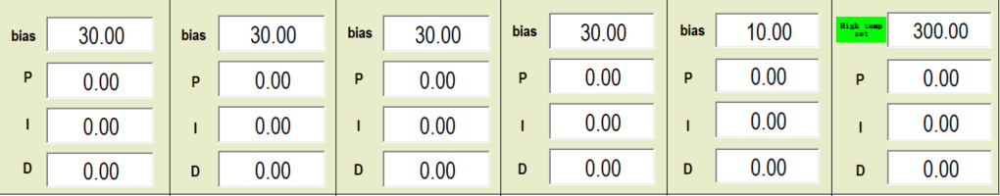 bias 30.00 bias 30.00 bias 30.00 bias 30.00 bias 10.00 High temp set 300.00
P 0.00 P 0.00 P 0.00 P 0.00 P 0.00 P 0.00
I 0.00 I 0.00 I 0.00 I 0.00 I 0.00 I 0.00
D 0.00 D 0.00 D 0.00 D 0.00 D 0.00 D 0.00